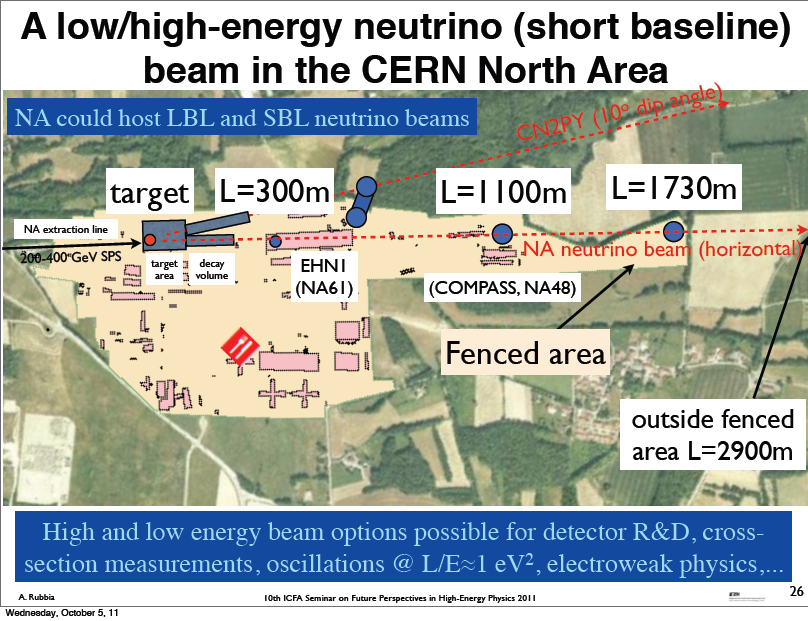 A low/high-energy neutrino (short baseline)
beam in the CERN North Area
NA could host LBL and SBL neutrino beams
CN2PY (10° dip angle)
target
L=300m
L=1100m
L=1730m
NA extraction line
200-400 GeV SPS
target
area
decay
volume
EHN1
(NA61)
(COMPASS, NA48)
NA neutrino beam (horizontal)
Fenced area
outside fenced
area L=2900m
High and low energy beam options possible for detector R&D, cross-
section measurements, oscillations @ L/E≈1 eV², electroweak physics,...
A. Rubbia
10th ICFA Seminar on Future Perspectives in High-Energy Physics 2011
26
Wednesday, October 5, 11